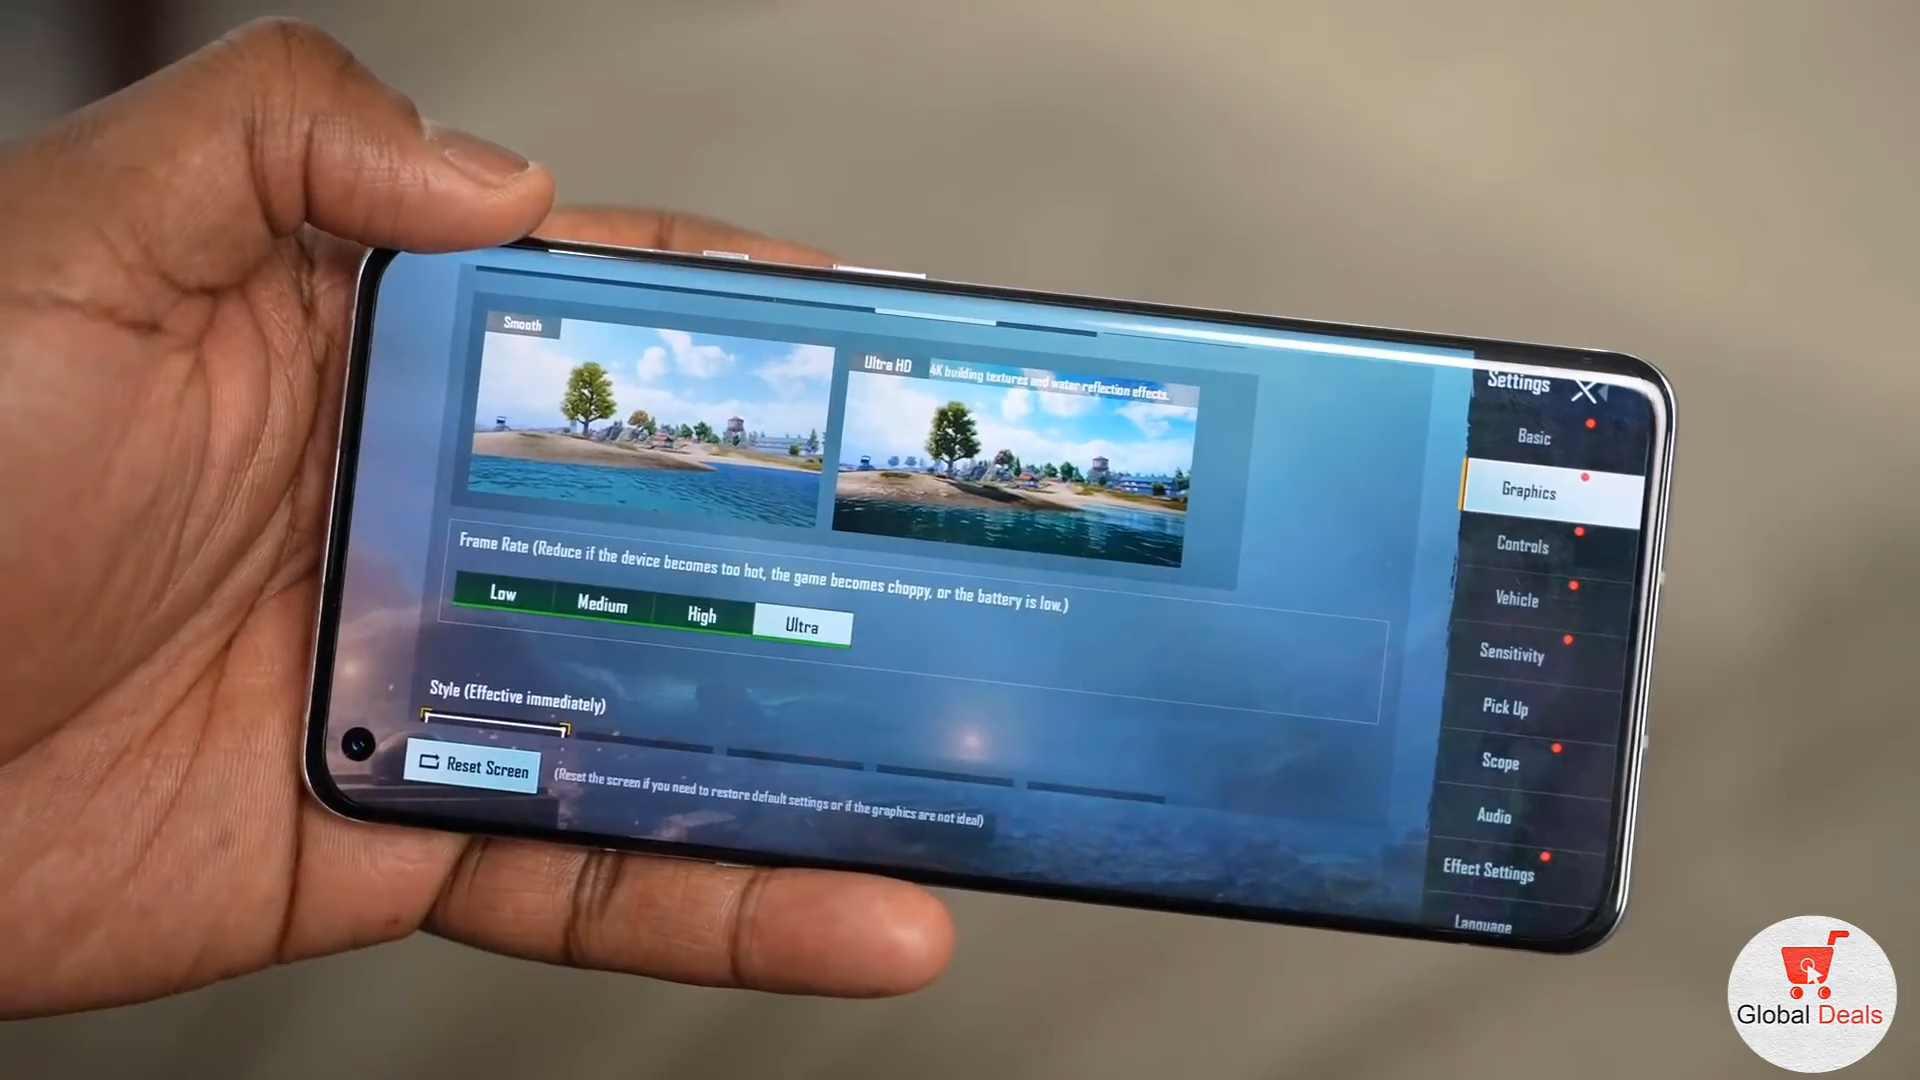 Smooth
Ultra HD
4K building textures and water reflection effects.
Frame Rate (Reduce if the device becomes too hot, the game becomes choppy, or the battery is low.)
Low
Medium
High
Ultra
Style (Effective immediately)
Reset Screen
(Reset the screen if you need to restore default settings or if the graphics are not ideal)
Settings
Basic
Graphics
Controls
Vehicle
Sensitivity
Pick Up
Scope
Audio
Effect Settings
Language
Global Deals